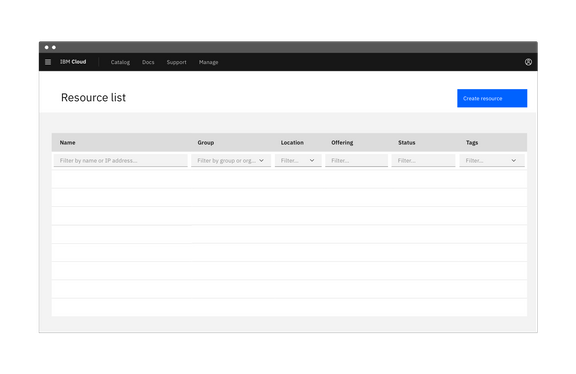 IBM Cloud Catalog Docs Support Manage
Resource list
Create resource
Name Group Location Offering Status Tags
Filter by name or IP address... Filter by group or org... Filter... Filter... Filter... Filter...